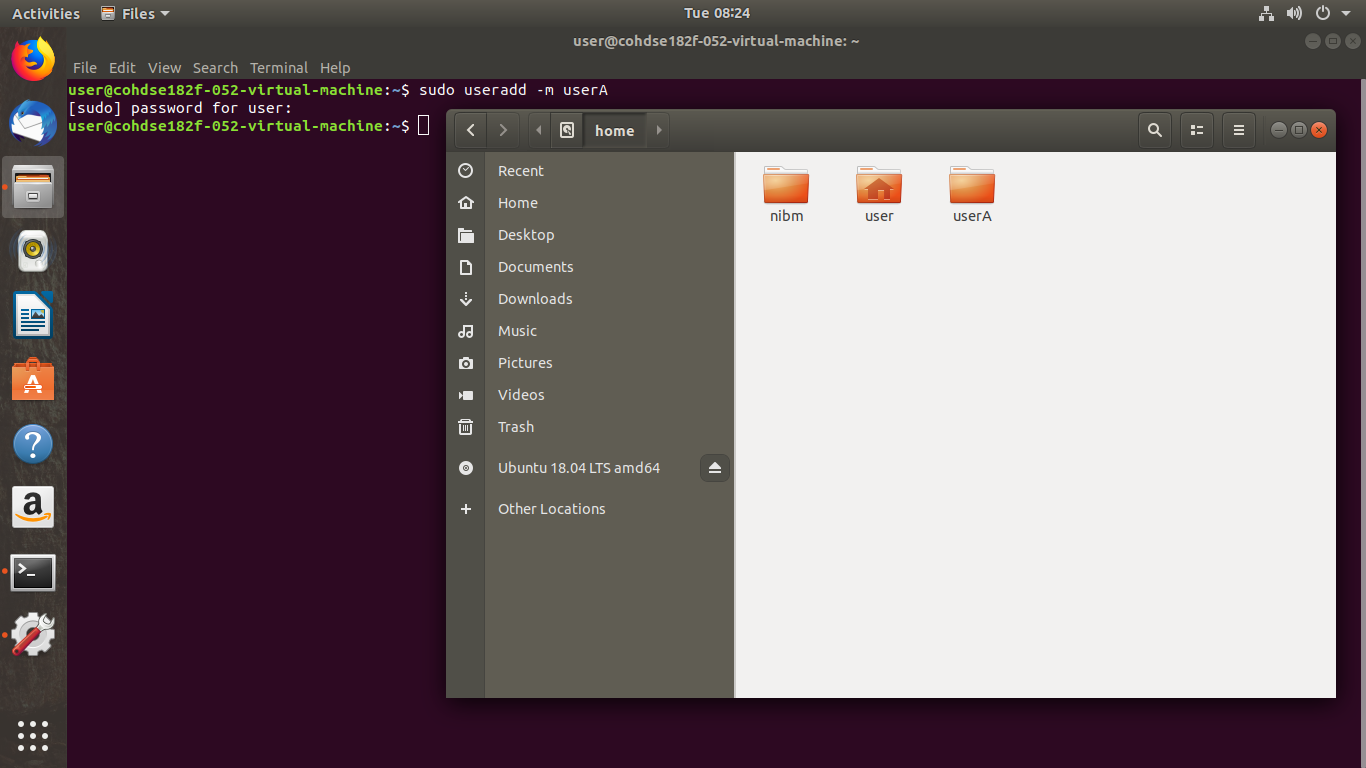 Activities Files Tue 08:24
user@cohdse182f-052-virtual-machine: ~
File Edit View Search Terminal Help
user@cohdse182f-052-virtual-machine:~$ sudo useradd -m userA
[sudo] password for user:
user@cohdse182f-052-virtual-machine:~$
home
Recent
Home
Desktop
Documents
Downloads
Music
Pictures
Videos
Trash
Ubuntu 18.04 LTS amd64
Other Locations
nibm user userA